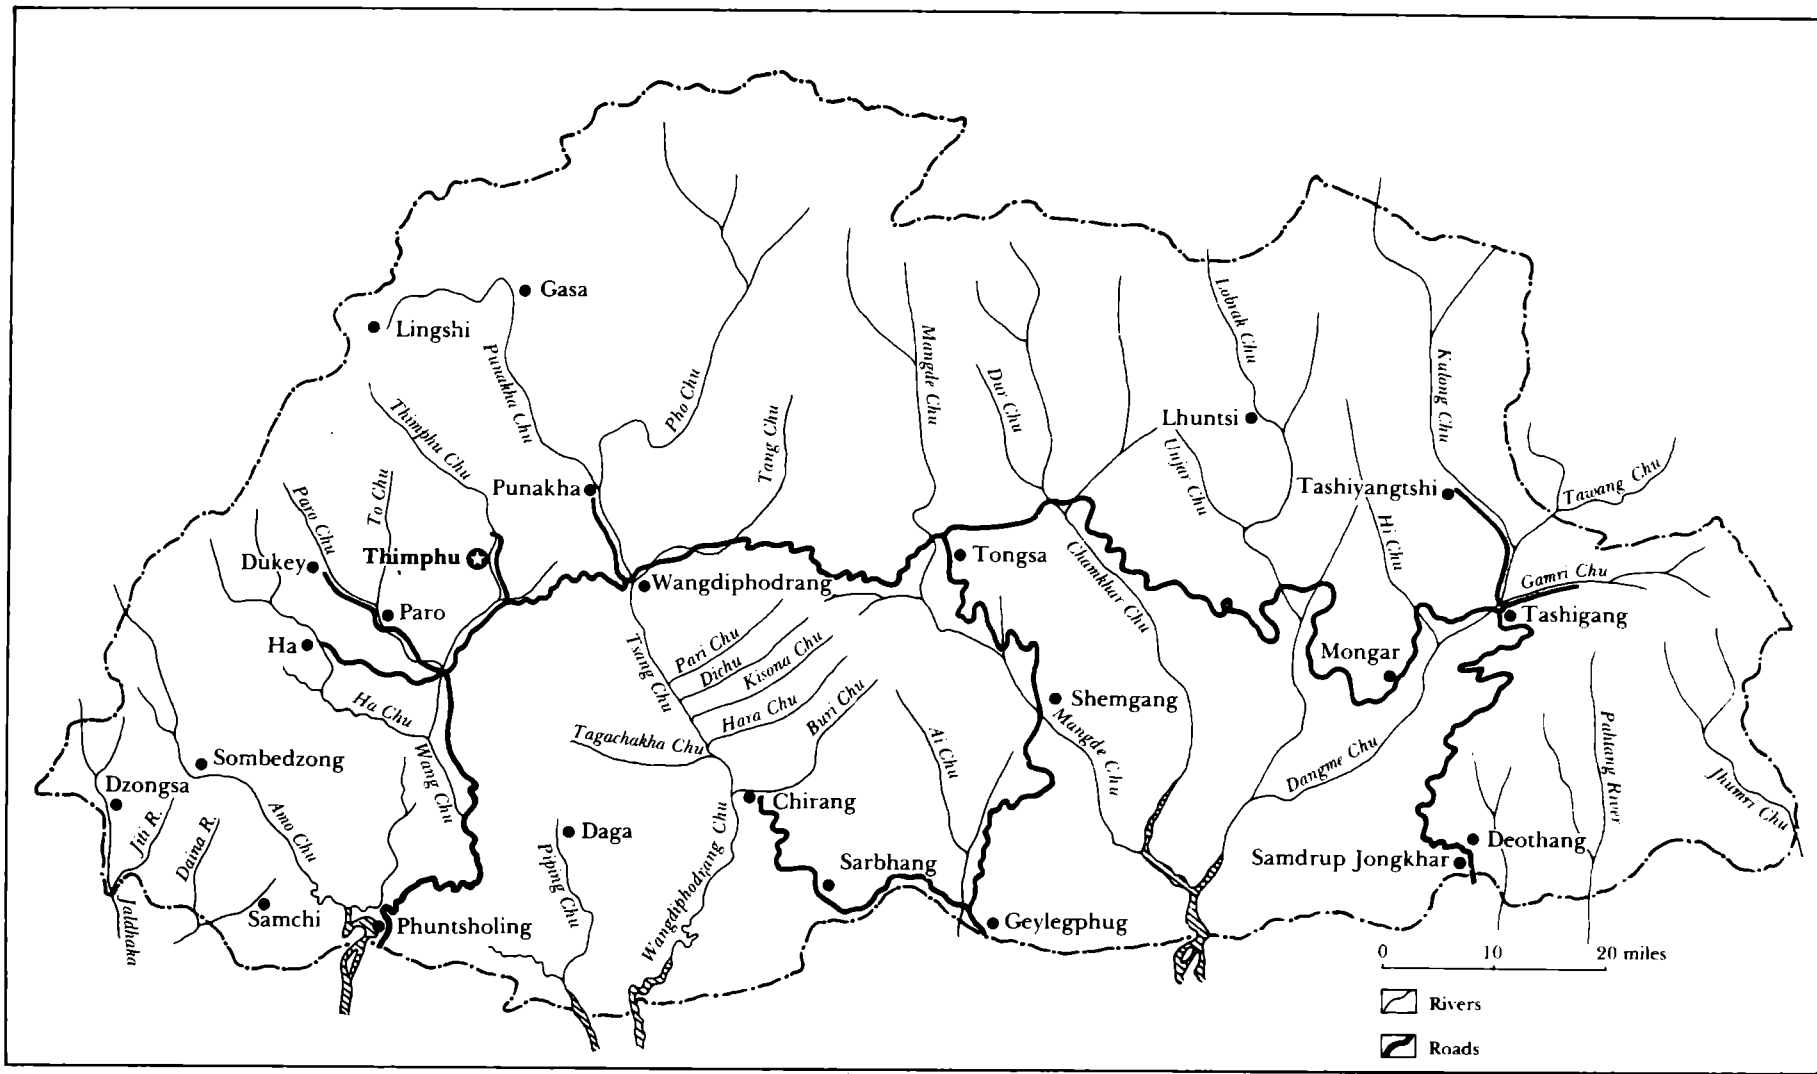 Gasa
Lingshi
Punakha Chu
Pho Chu
Mangde Chu
Dur Chu
Lobrak Chu
Kulong Chu
Thimphu Chu
Tang Chu
Lhuntsi
Unjar Chu
Punakha
Tashiyangtshi
Tawang Chu
Paro Chu
To Chu
Hi Chu
Dukey
Thimphu
Tongsa
Chamkhar Chu
Gamri Chu
Wangdiphodrang
Paro
Tashigang
Ha
Tsang Chu
Pari Chu
Dichu
Kisona Chu
Mongar
Ha Chu
Hara Chu
Buri Chu
Shemgang
Mangde Chu
Tagachakha Chu
Ai Chu
Pahtang River
Sombedzong
Wang Chu
Dangme Chu
Jhumri Chu
Dzongsa
Jiti R.
Daina R.
Amo Chu
Chirang
Daga
Piping Chu
Wangdiphodrang Chu
Sarbhang
Deothang
Samdrup Jongkhar
Jaldhaka
Samchi
Phuntsholing
Geylegphug
0 10 20 miles
Rivers
Roads